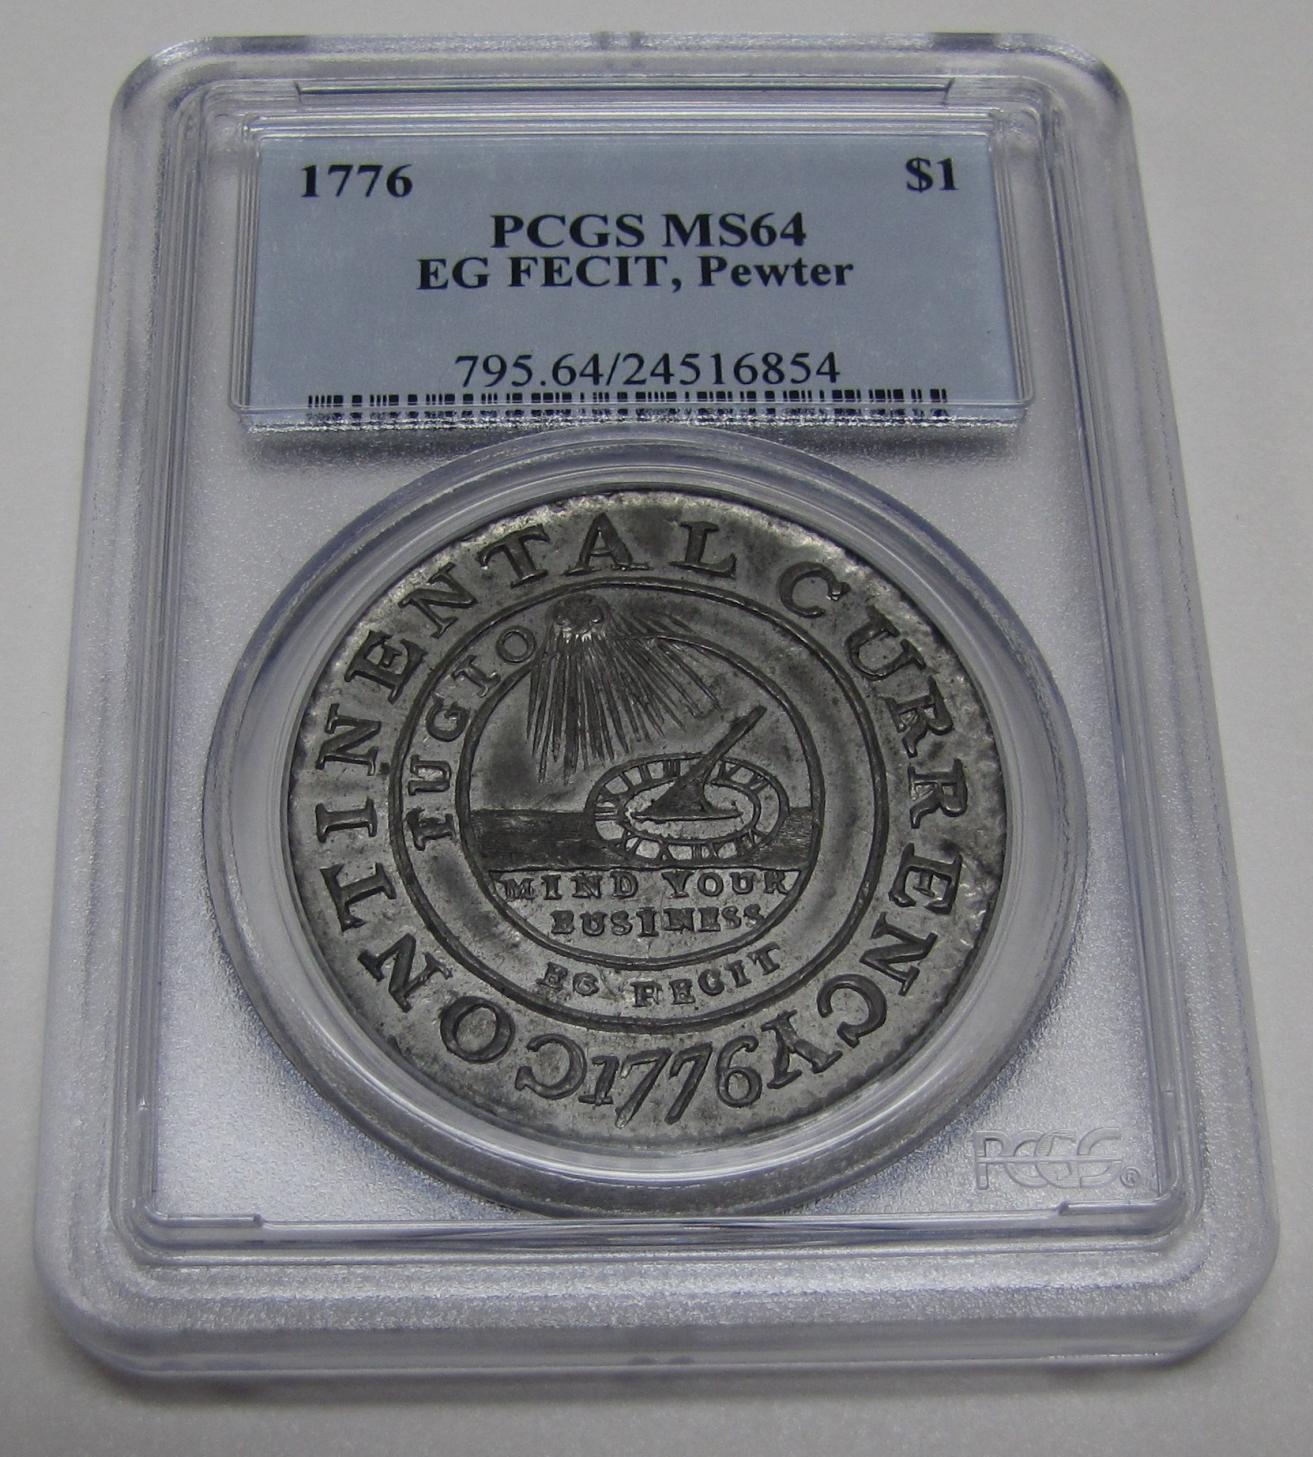 1776 $1
PCGS MS64
EG FECIT, Pewter
795.64/24516854
CONTINENTAL CURRENCY
1776
FUGIO
MIND YOUR
BUSINESS
EG FECIT
PCGS®